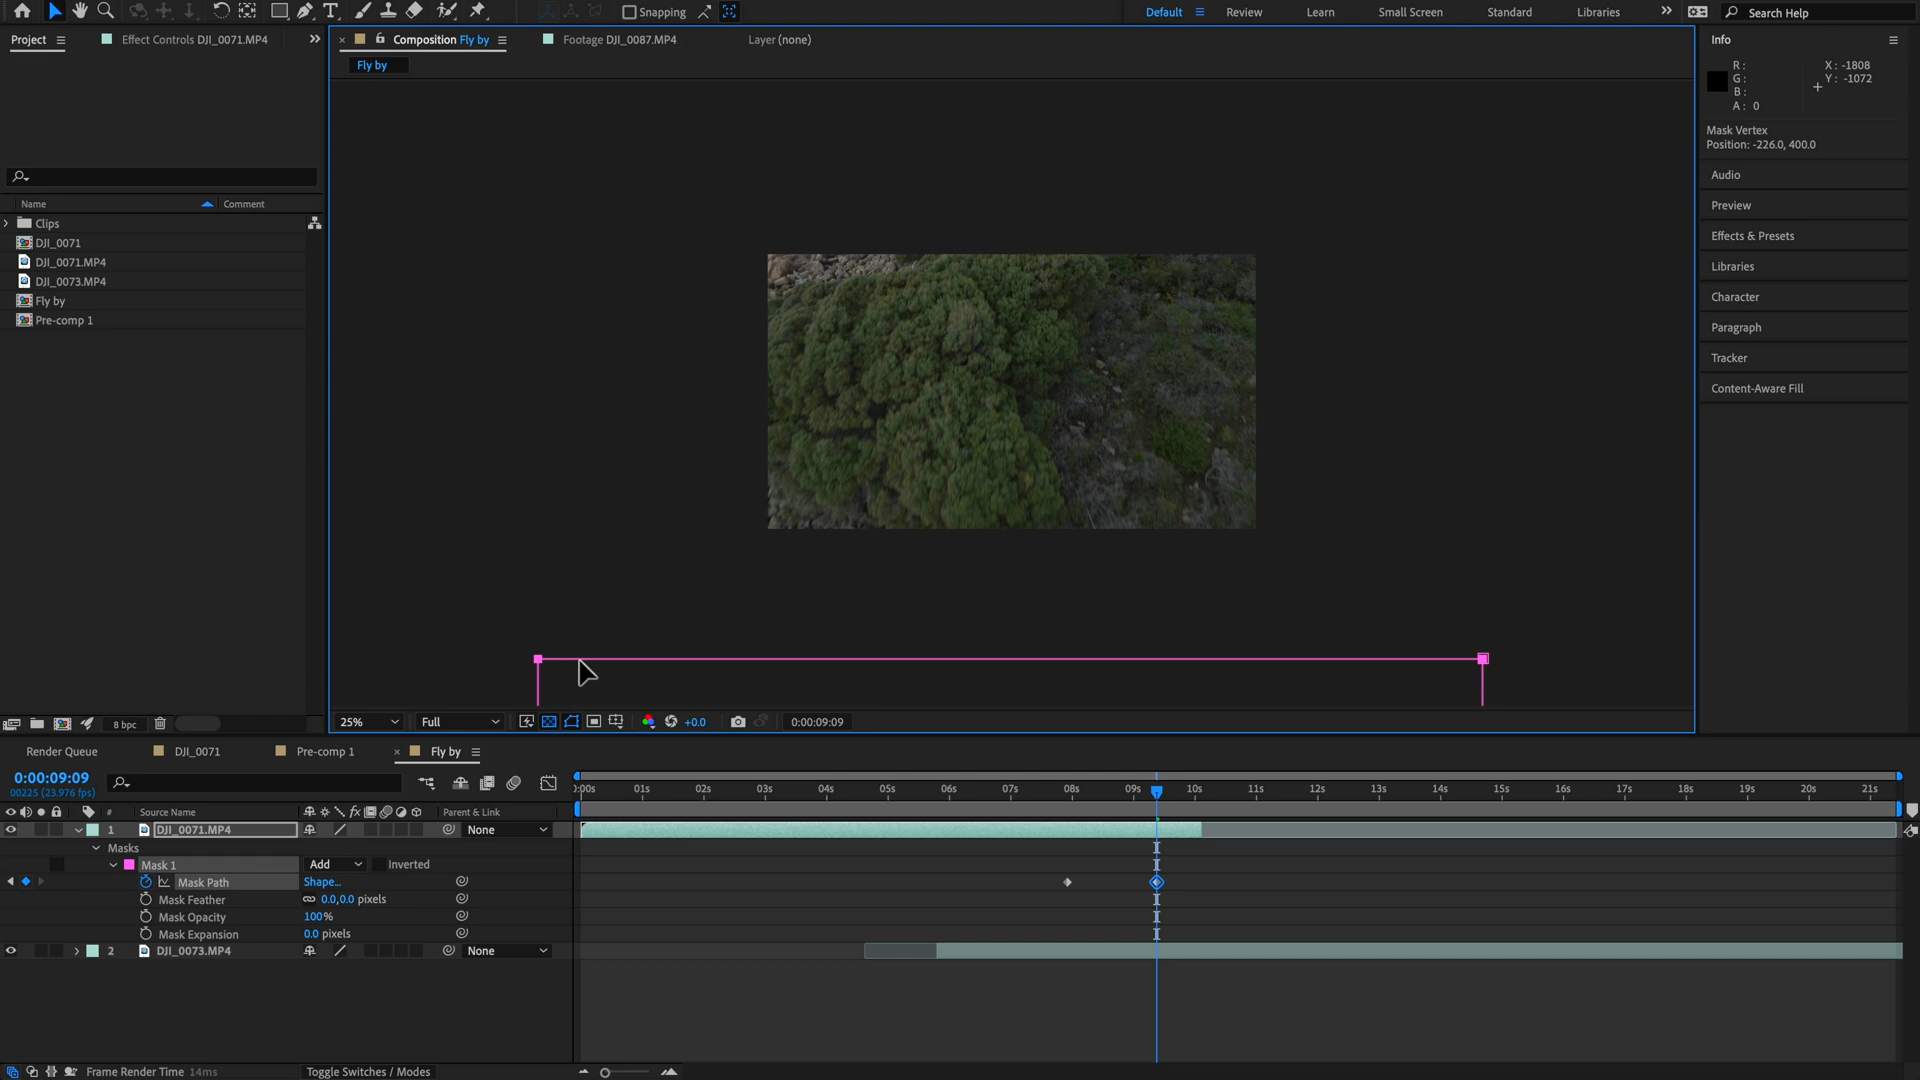 Snapping
Default
Review
Learn
Small Screen
Standard
Libraries
Search Help
Project
Effect Controls DJI_0071.MP4
Composition Fly by
Footage DJI_0087.MP4
Layer (none)
Info
Fly by
R :
G :
B :
A : 0
X : -1808
Y : -1072
Mask Vertex
Position: -226.0, 400.0
Audio
Preview
Effects & Presets
Libraries
Character
Paragraph
Tracker
Content-Aware Fill
Name
Comment
Clips
DJI_0071
DJI_0071.MP4
DJI_0073.MP4
Fly by
Pre-comp 1
8 bpc
25%
Full
+0.0
0:00:09:09
Render Queue
DJI_0071
Pre-comp 1
Fly by
0:00:09:09
00225 (23.976 fps)
:00s 01s 02s 03s 04s 05s 06s 07s 08s 09s 10s 11s 12s 13s 14s 15s 16s 17s 18s 19s 20s 21s
# Source Name fx Parent & Link
1 DJI_0071.MP4 None
Masks
Mask 1 Add Inverted
Mask Path Shape...
Mask Feather 0.0,0.0 pixels
Mask Opacity 100%
Mask Expansion 0.0 pixels
2 DJI_0073.MP4 None
Frame Render Time 14ms
Toggle Switches / Modes